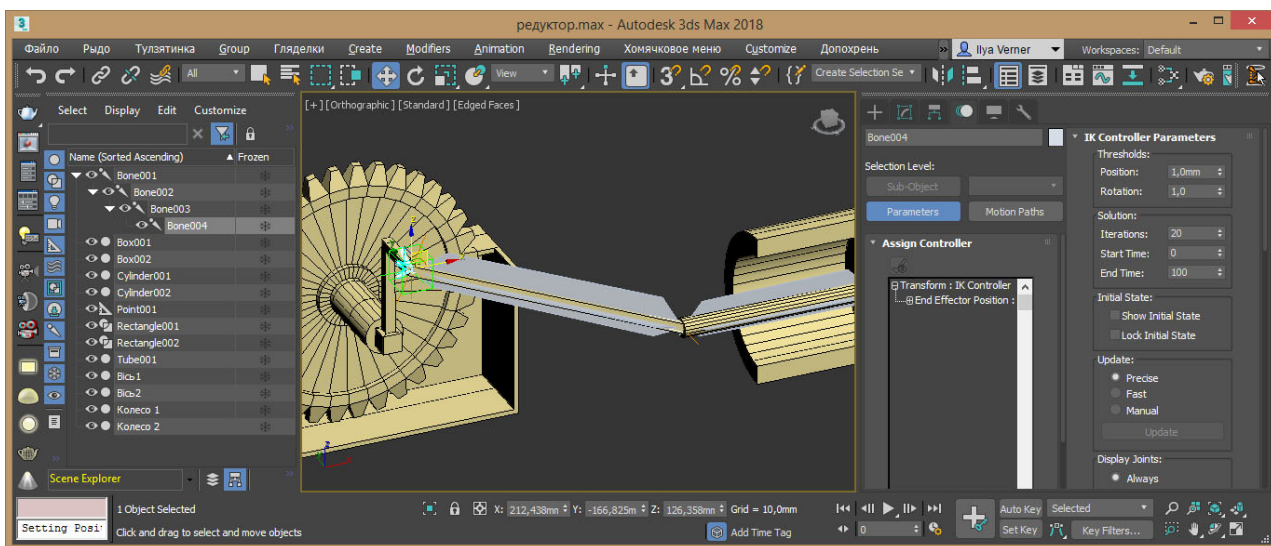 редуктор.max - Autodesk 3ds Max 2018
Файло Рыдо Тулзятинка Group Гляделки Create Modifiers Animation Rendering Хомячковое меню Customize Допохрень » Ilya Verner Workspaces: Default
All View 3 Create Selection Se
Select Display Edit Customize
Name (Sorted Ascending) ▲ Frozen
Bone001
Bone002
Bone003
Bone004
Box001
Box002
Cylinder001
Cylinder002
Point001
Rectangle001
Rectangle002
Tube001
Вісь1
Вісь2
Колесо 1
Колесо 2
Scene Explorer
[+] [Orthographic] [Standard] [Edged Faces]
Bone004
Selection Level:
Sub-Object
Parameters Motion Paths
Assign Controller
Transform : IK Controller
End Effector Position :
IK Controller Parameters
Thresholds:
Position: 1,0mm
Rotation: 1,0
Solution:
Iterations: 20
Start Time: 0
End Time: 100
Initial State:
Show Initial State
Lock Initial State
Update:
Precise
Fast
Manual
Update
Display Joints:
Always
1 Object Selected X: 212,438mm Y: -166,825m Z: 126,358mm Grid = 10,0mm Auto Key Selected
Setting Posi Click and drag to select and move objects Add Time Tag 0 Set Key Key Filters...